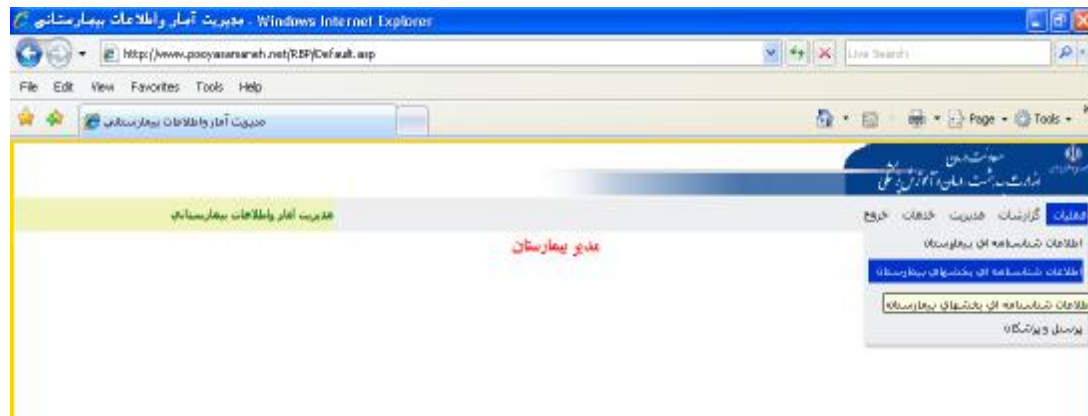 مدیریت آمار واطلاعات بیمارستانی - Windows Internet Explorer
http://www.pooyasamaneh.net/RBP/Default.asp
Live Search
File Edit View Favorites Tools Help
مدیریت آمار واطلاعات بیمارستانی
Page Tools
معاونت درمان
وزارت بهداشت، درمان و آموزش پزشکی
عملیات گزارشات مدیریت خدمات خروج
مدیریت آمار واطلاعات بیمارستانی
مدیر بیمارستان
اطلاعات شناسنامه ای بیمارستان
اطلاعات شناسنامه ای بخشهای بیمارستان
اطلاعات شناسنامه ای بخشهای بیمارستان
پرسنل وپزشکان